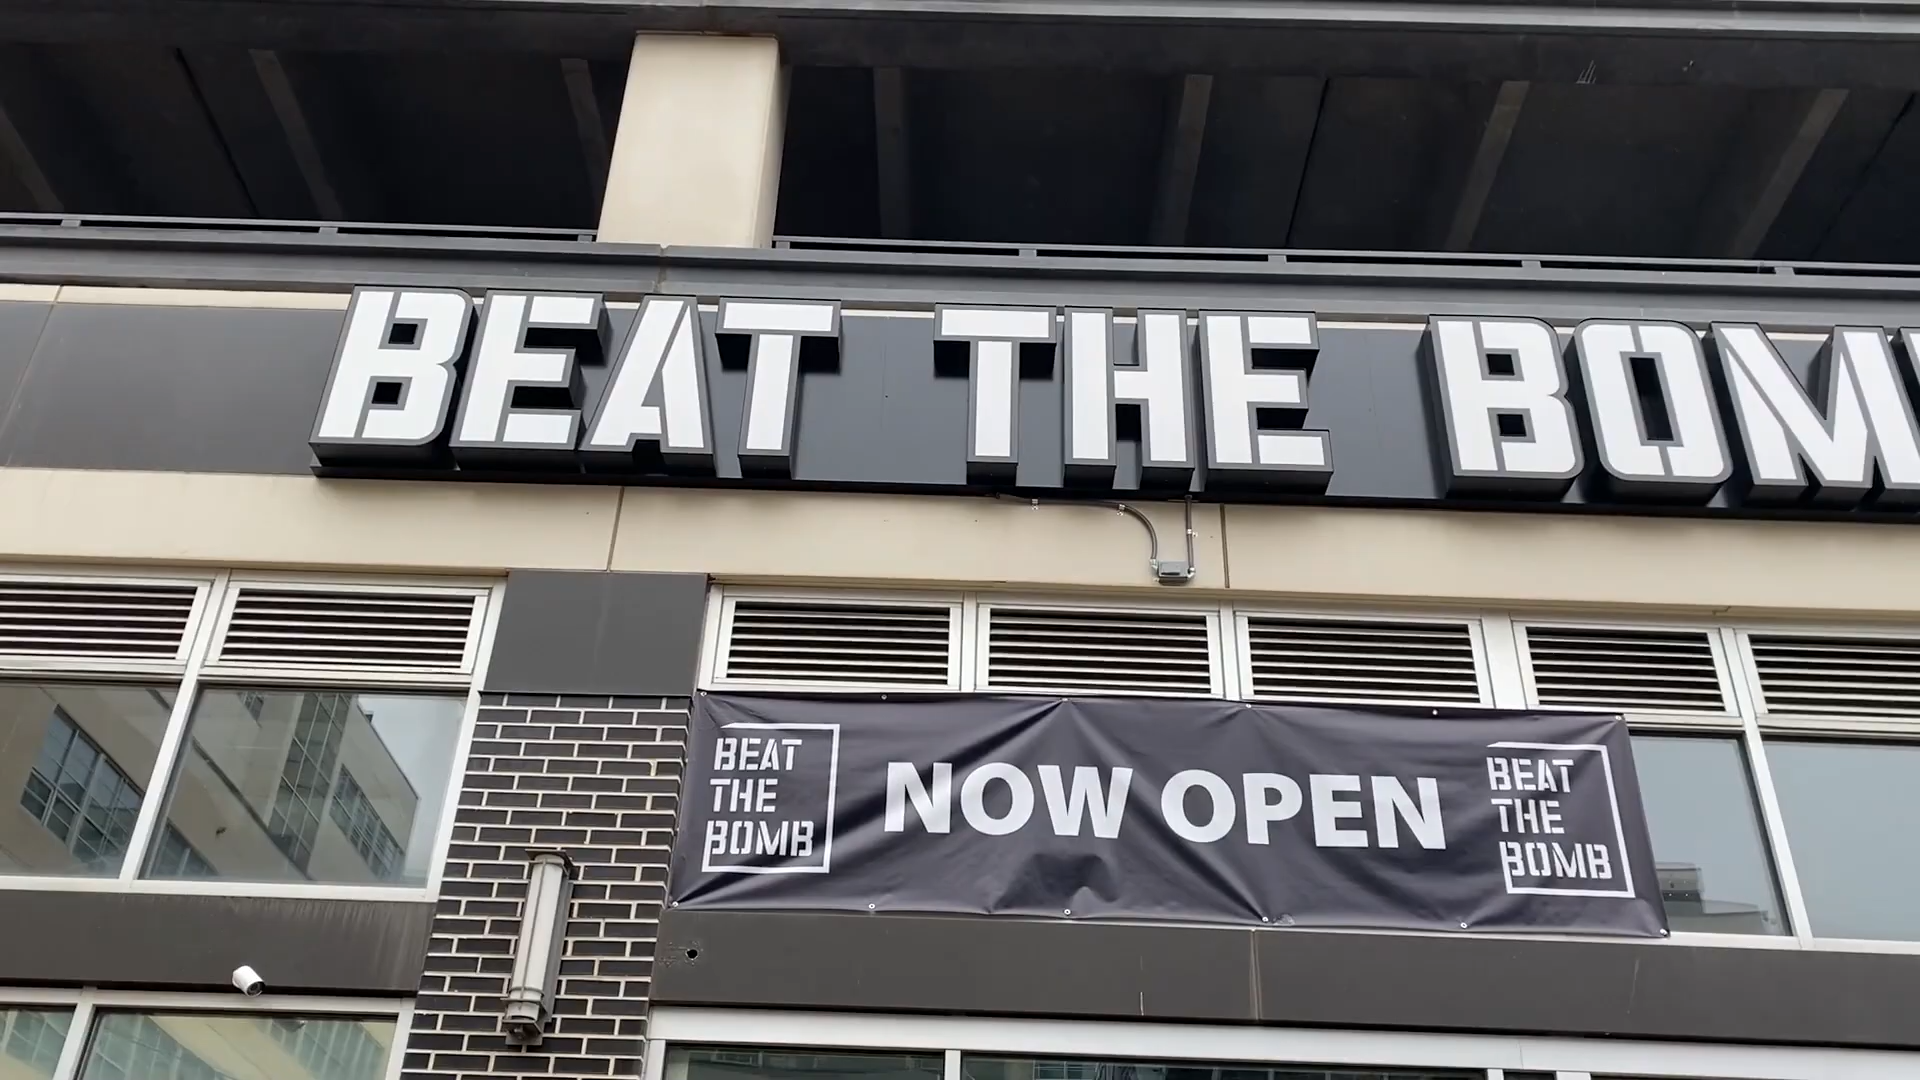 BEAT THE BOM
BEAT
THE
BOMB
NOW OPEN
BEAT
THE
BOMB